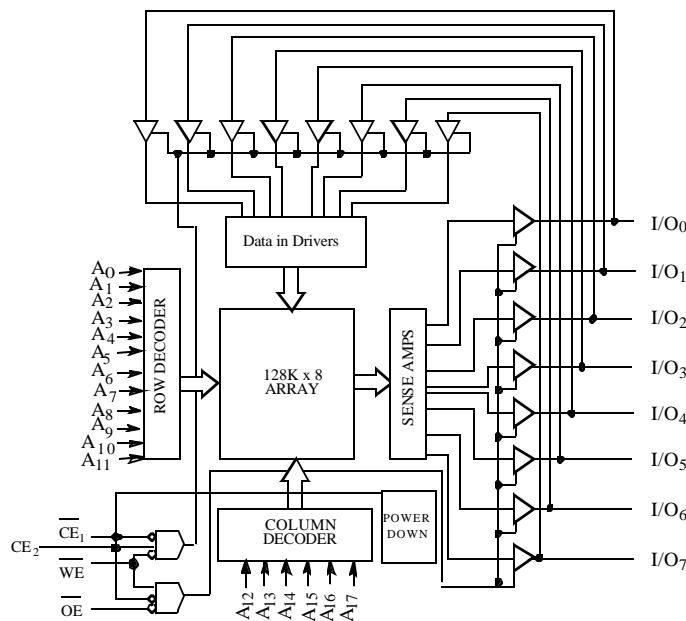 Data in Drivers
I/O0
I/O1
I/O2
I/O3
I/O4
I/O5
I/O6
I/O7
A0
A1
A2
A3
A4
A5
A6
A7
A8
A9
A10
A11
ROW DECODER
128K x 8
ARRAY
SENSE AMPS
COLUMN
DECODER
POWER
DOWN
CE1
CE2
WE
OE
A12
A13
A14
A15
A16
A17